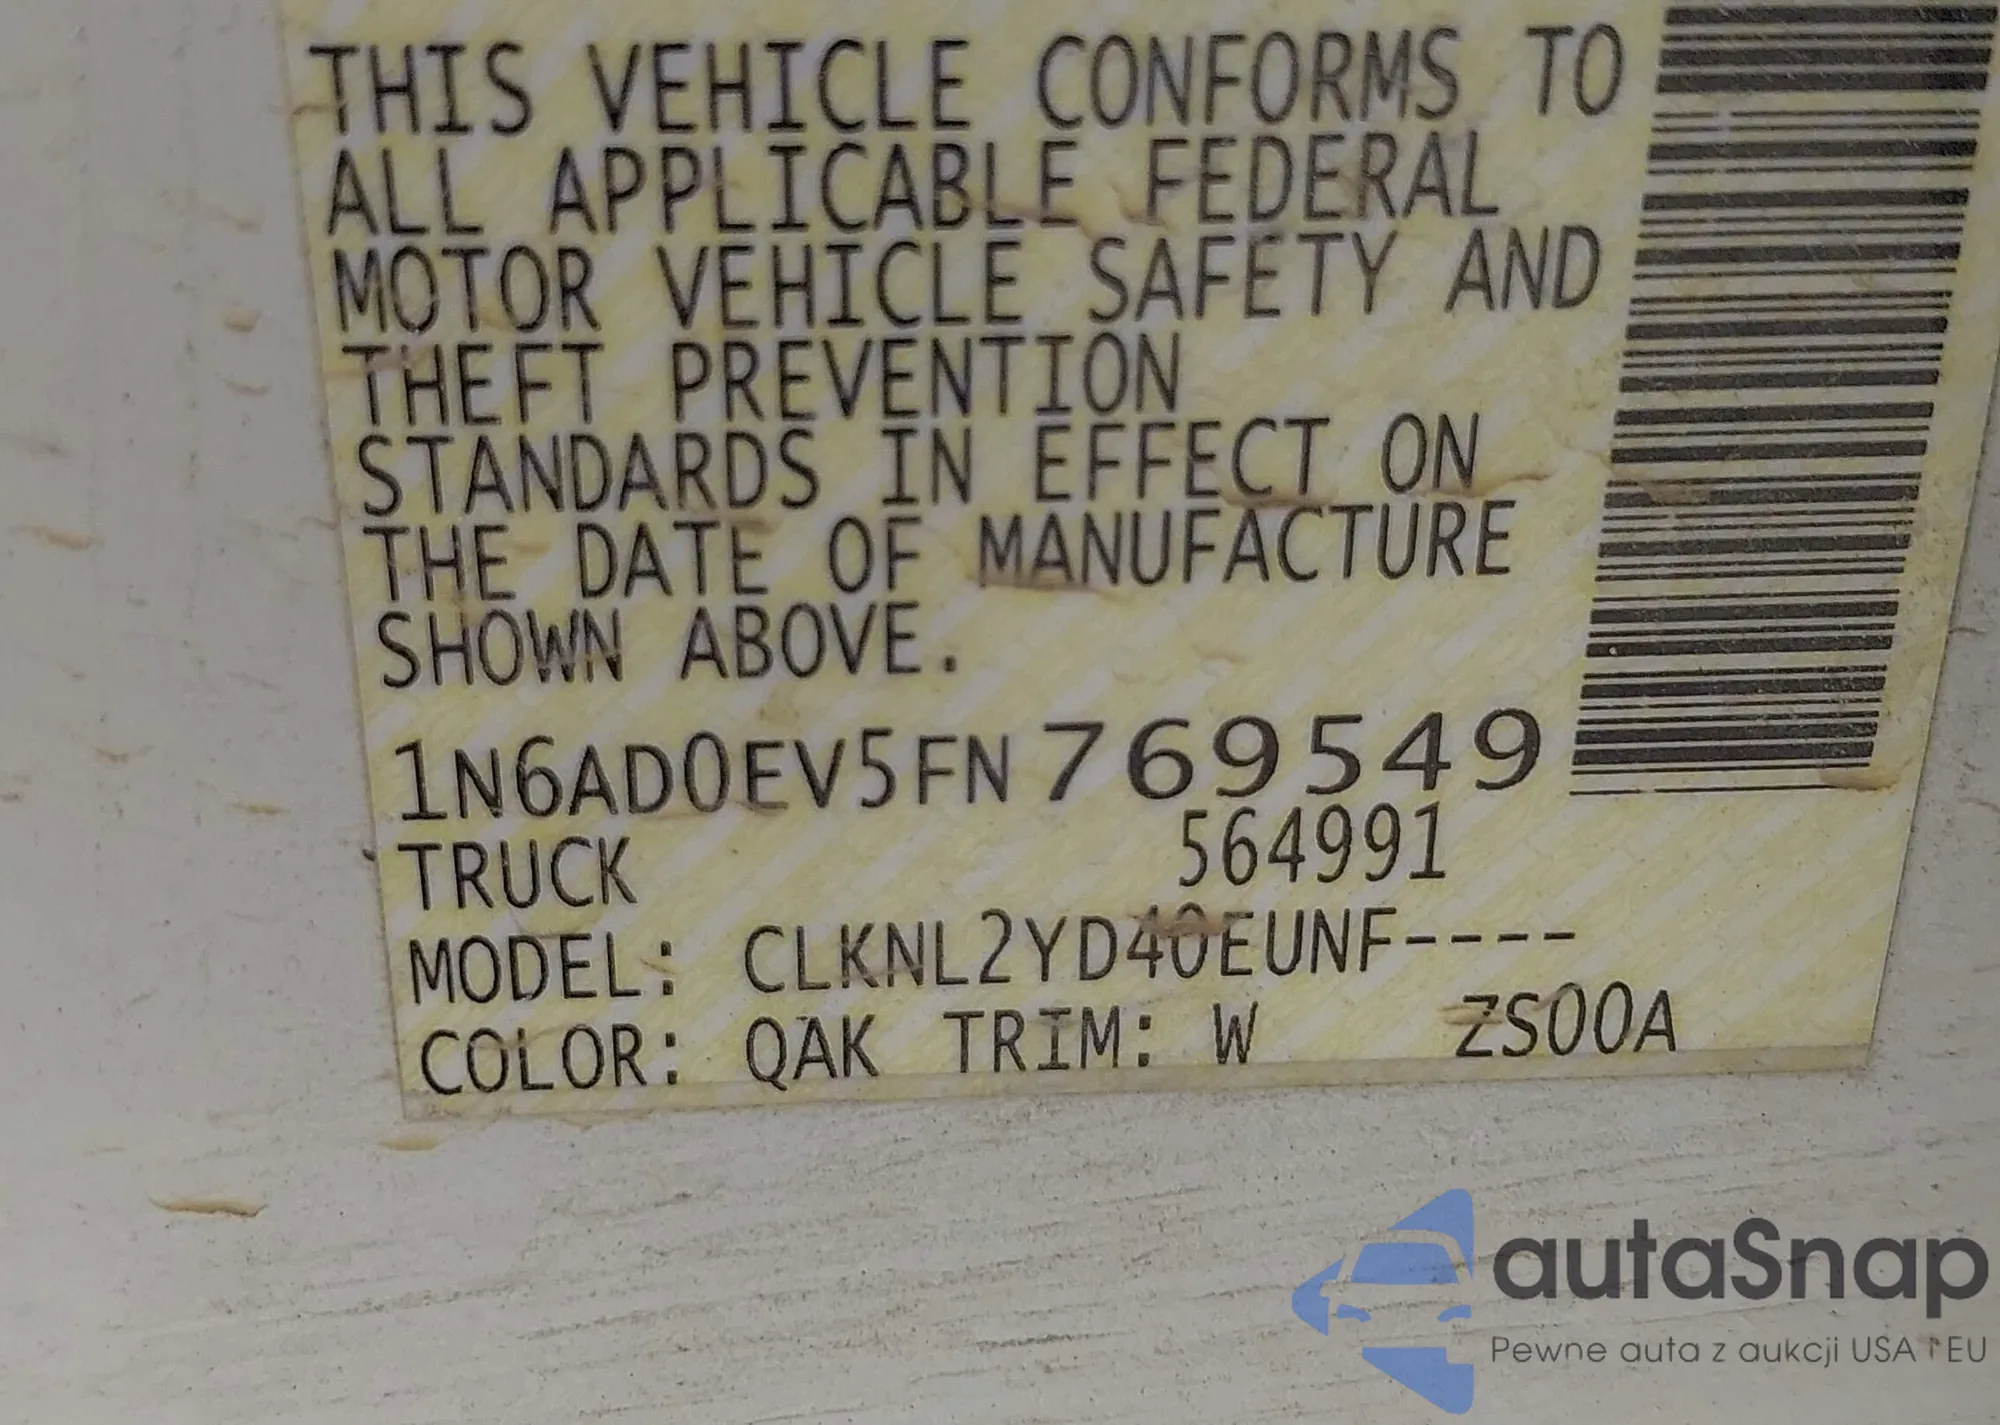 THIS VEHICLE CONFORMS TO
ALL APPLICABLE FEDERAL
MOTOR VEHICLE SAFETY AND
THEFT PREVENTION
STANDARDS IN EFFECT ON
THE DATE OF MANUFACTURE
SHOWN ABOVE.
1N6AD0EV5FN769549
TRUCK 564991
MODEL: CLKNL2YD40EUNF----
COLOR: QAK TRIM: W ZS00A
autaSnap
Pewne auta z aukcji USA i EU